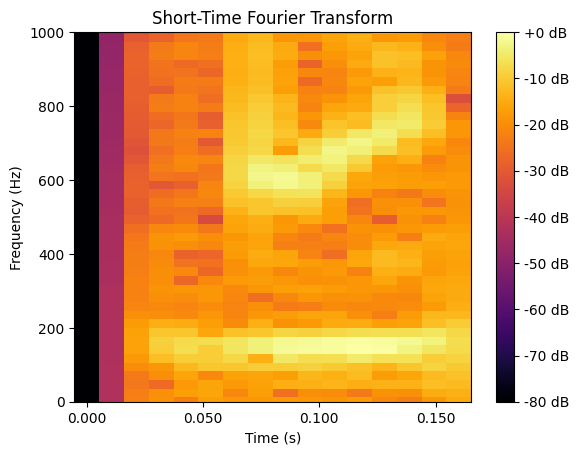 Short-Time Fourier Transform
1000
800
600
400
200
0
Frequency (Hz)
0.000
0.050
0.100
0.150
Time (s)
+0 dB
-10 dB
-20 dB
-30 dB
-40 dB
-50 dB
-60 dB
-70 dB
-80 dB